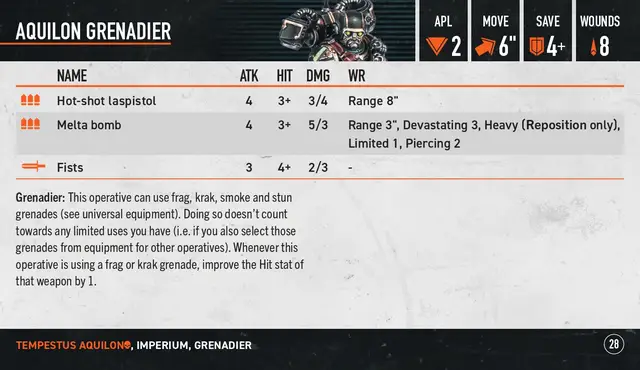 AQUILON GRENADIER
APL
2
MOVE
6"
SAVE
4+
WOUNDS
8
NAME ATK HIT DMG WR
Hot-shot laspistol 4 3+ 3/4 Range 8"
Melta bomb 4 3+ 5/3 Range 3", Devastating 3, Heavy (Reposition only),
Limited 1, Piercing 2
Fists 3 4+ 2/3 -
Grenadier: This operative can use frag, krak, smoke and stun
grenades (see universal equipment). Doing so doesn't count
towards any limited uses you have (i.e. if you also select those
grenades from equipment for other operatives). Whenever this
operative is using a frag or krak grenade, improve the Hit stat of
that weapon by 1.
TEMPESTUS AQUILON, IMPERIUM, GRENADIER
28